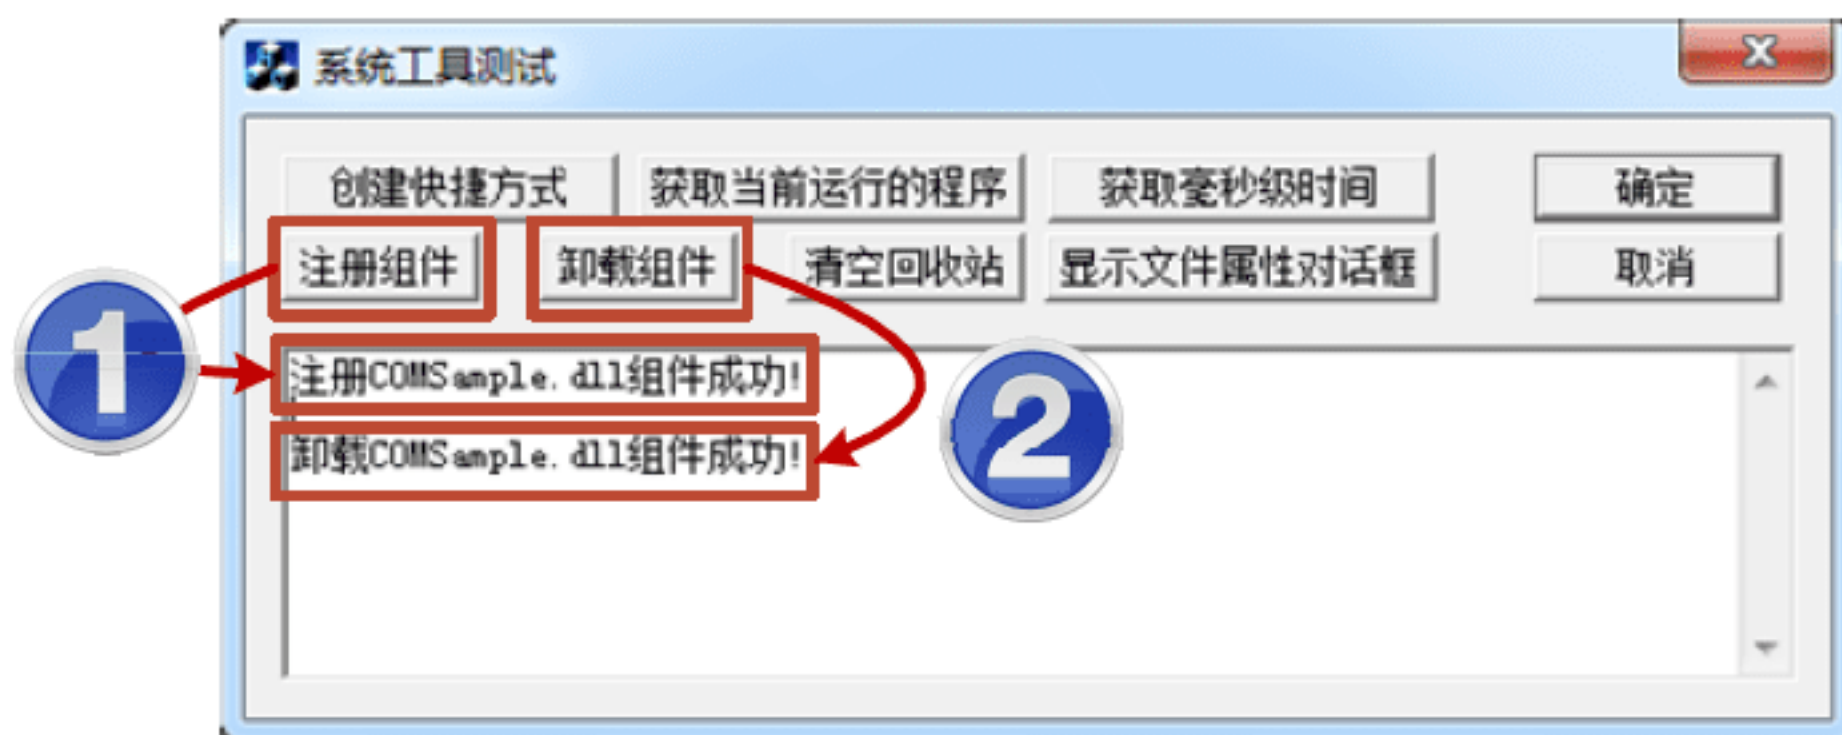 系统工具测试
创建快捷方式 获取当前运行的程序 获取毫秒级时间 确定
注册组件 卸载组件 清空回收站 显示文件属性对话框 取消
1
注册COMSample.dll组件成功!
2
卸载COMSample.dll组件成功!